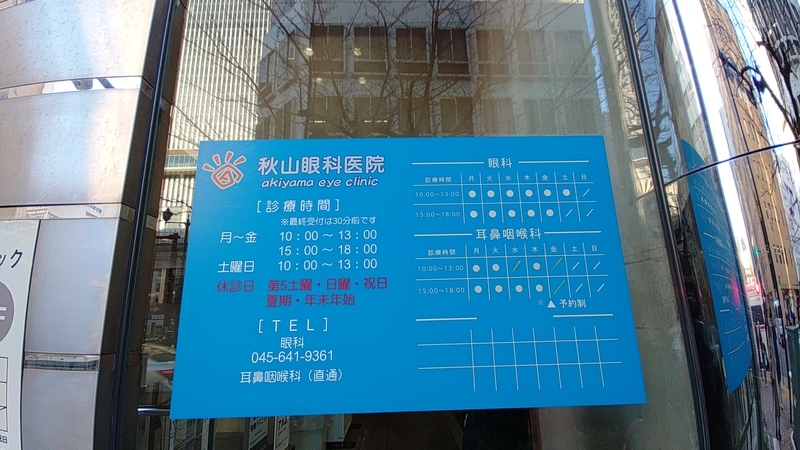 秋山眼科医院
akiyama eye clinic
[診療時間]
※最終受付は30分前です
月～金 10：00～13：00
15：00～18：00
土曜日 10：00～13：00
休診日 第5土曜・日曜・祝日
夏期・年末年始
[TEL]
眼科
045-641-9361
耳鼻咽喉科（直通）
眼科
診療時間 月 火 水 木 金 土 日
10:00～13:00 ● ● ● ● ● ● ／
15:00～18:00 ● ● ● ● ● ／ ／
耳鼻咽喉科
診療時間 月 火 水 木 金 土 日
10:00～13:00 ● ● ／ ● ／ ／ ／
15:00～18:00 ● ● ● ● ／ ／ ／
※ ▲ 予約制
ック